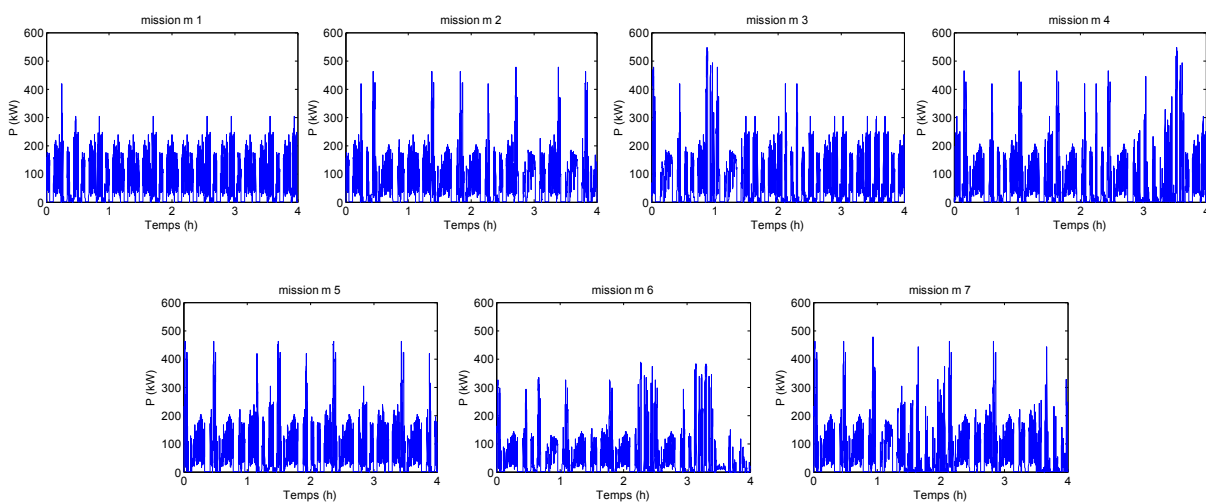 mission m 1
mission m 2
mission m 3
mission m 4
P (kW)
600
500
400
300
200
100
0
0 1 2 3 4
Temps (h)
P (kW)
600
500
400
300
200
100
0
0 1 2 3 4
Temps (h)
P (kW)
600
500
400
300
200
100
0
0 1 2 3 4
Temps (h)
P (kW)
600
500
400
300
200
100
0
0 1 2 3 4
Temps (h)
mission m 5
mission m 6
mission m 7
P (kW)
600
500
400
300
200
100
0
0 1 2 3 4
Temps (h)
P (kW)
600
500
400
300
200
100
0
0 1 2 3 4
Temps (h)
P (kW)
600
500
400
300
200
100
0
0 1 2 3 4
Temps (h)